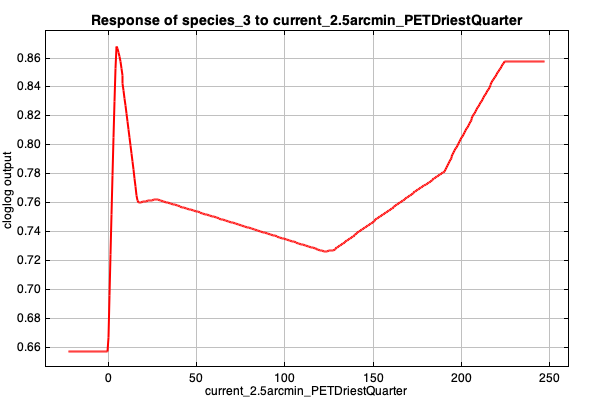 Response of species_3 to current_2.5arcmin_PETDriestQuarter
cloglog output
0.86
0.84
0.82
0.80
0.78
0.76
0.74
0.72
0.70
0.68
0.66
0 50 100 150 200 250
current_2.5arcmin_PETDriestQuarter